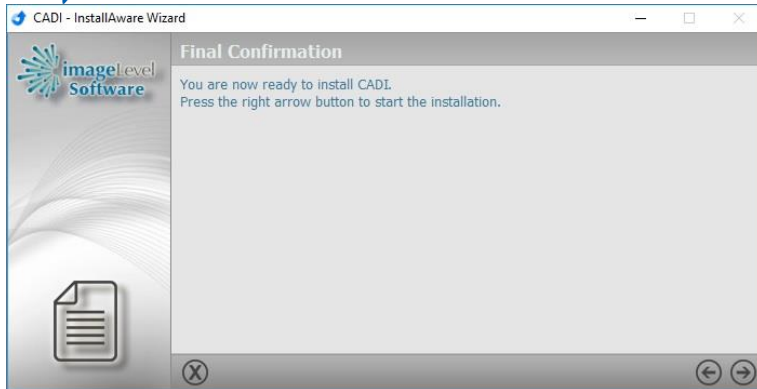 CADI - InstallAware Wizard
imageLevel
Software
Final Confirmation
You are now ready to install CADI.
Press the right arrow button to start the installation.
X